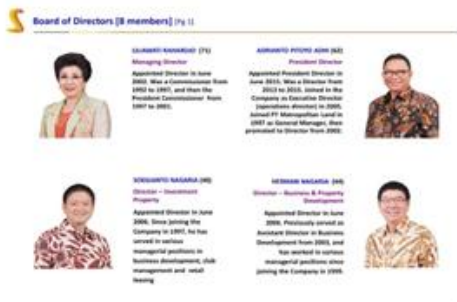 Board of Directors [8 members] (Pg 1)
LILIAWATI RAHARDJO (71)
Managing Director
Appointed Director in June
2002. Was a Commissioner from
1992 to 1997, and then the
President Commissioner from
1997 to 2002.
ADRIANTO PITOYO ADHI (62)
President Director
Appointed President Director in
June 2015. Was a Director from
2013 to 2015. Joined in the
Company as Executive Director
(operations director) in 2005.
Joined PT Metropolitan Land in
1997 as General Manager, then
promoted to Director from 2002.
SOEGIANTO NAGARIA
Director – Investment
Property
Appointed Director in June
2006. Since joining the
Company in 1997, he has
served in various
managerial positions in
business development, club
management and retail
leasing
HERMAN NAGARIA
Director – Business & Property
Development
Appointed Director in June
2006. Previously served as
Assistant Director in Business
Development from 2003, and
has worked in various
managerial positions since
joining the Company in 1999.